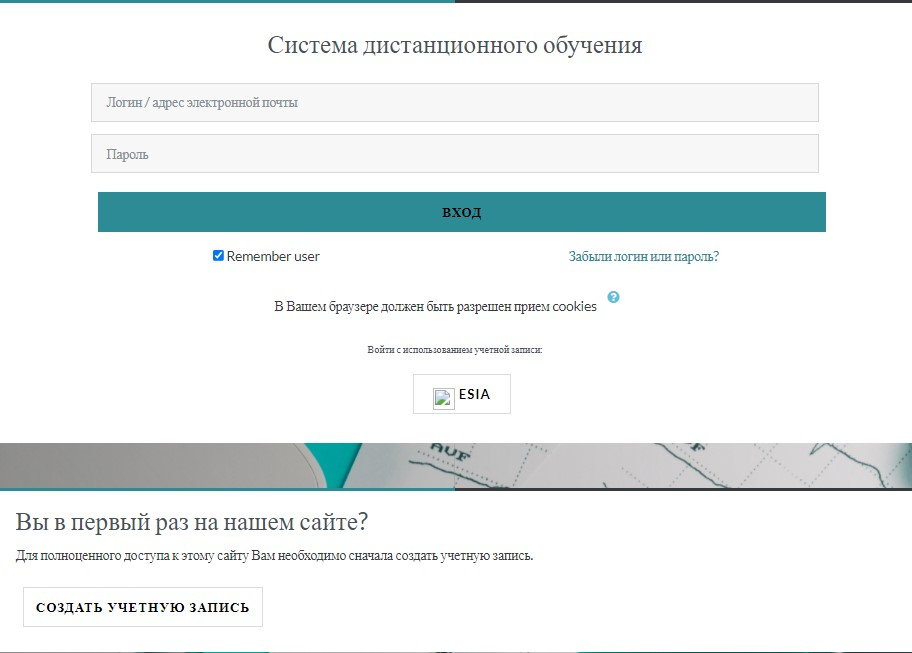 Система дистанционного обучения
Логин / адрес электронной почты
Пароль
ВХОД
Remember user
Забыли логин или пароль?
В Вашем браузере должен быть разрешен прием cookies
Войти с использованием учетной записи:
ESIA
AUF
Вы в первый раз на нашем сайте?
Для полноценного доступа к этому сайту Вам необходимо сначала создать учетную запись.
СОЗДАТЬ УЧЕТНУЮ ЗАПИСЬ